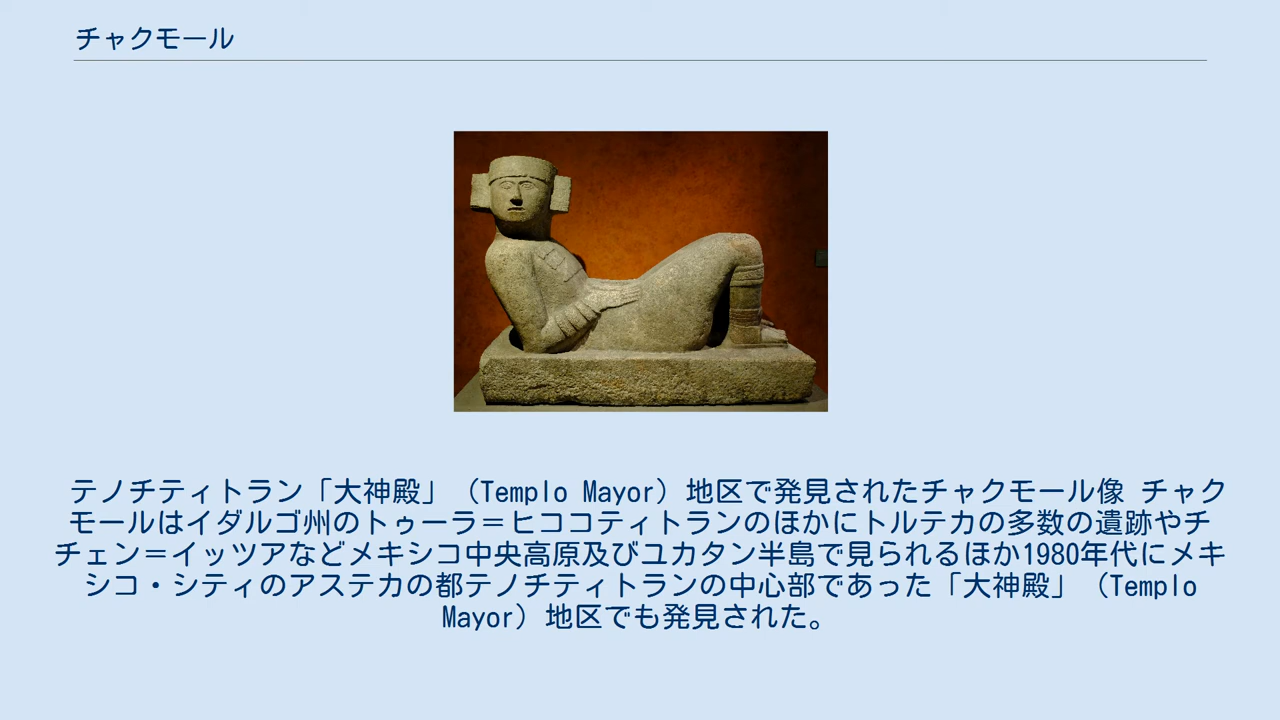 チャクモール
テノチティトラン「大神殿」（Templo Mayor）地区で発見されたチャクモール像 チャク
モールはイダルゴ州のトゥーラ＝ヒココティトランのほかにトルテカの多数の遺跡やチ
チェン＝イッツアなどメキシコ中央高原及びユカタン半島で見られるほか1980年代にメキ
シコ・シティのアステカの都テノチティトランの中心部であった「大神殿」（Templo
Mayor）地区でも発見された。